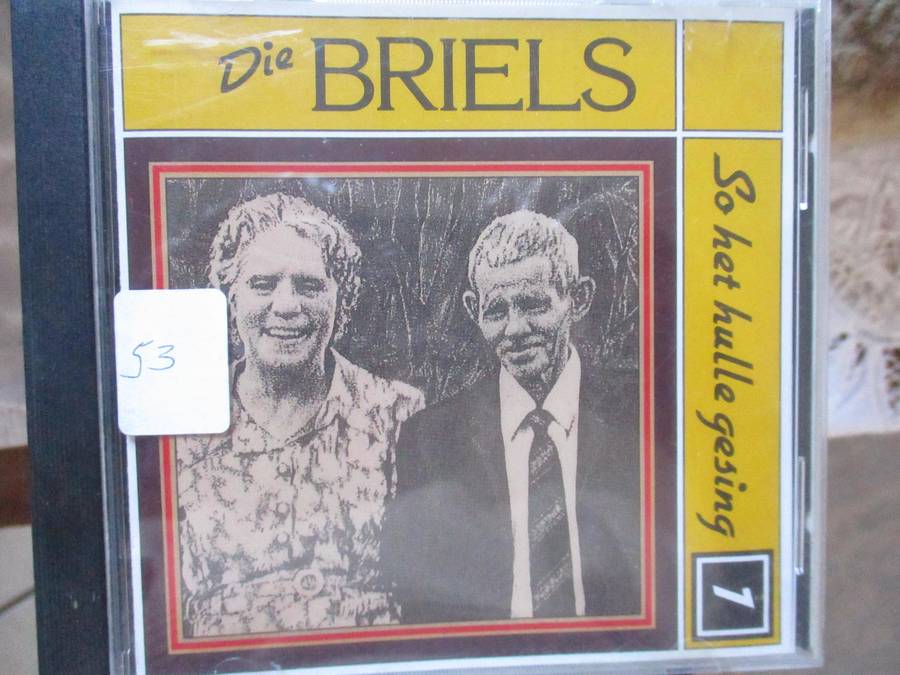 Die BRIELS
So het hulle gesing
1
53